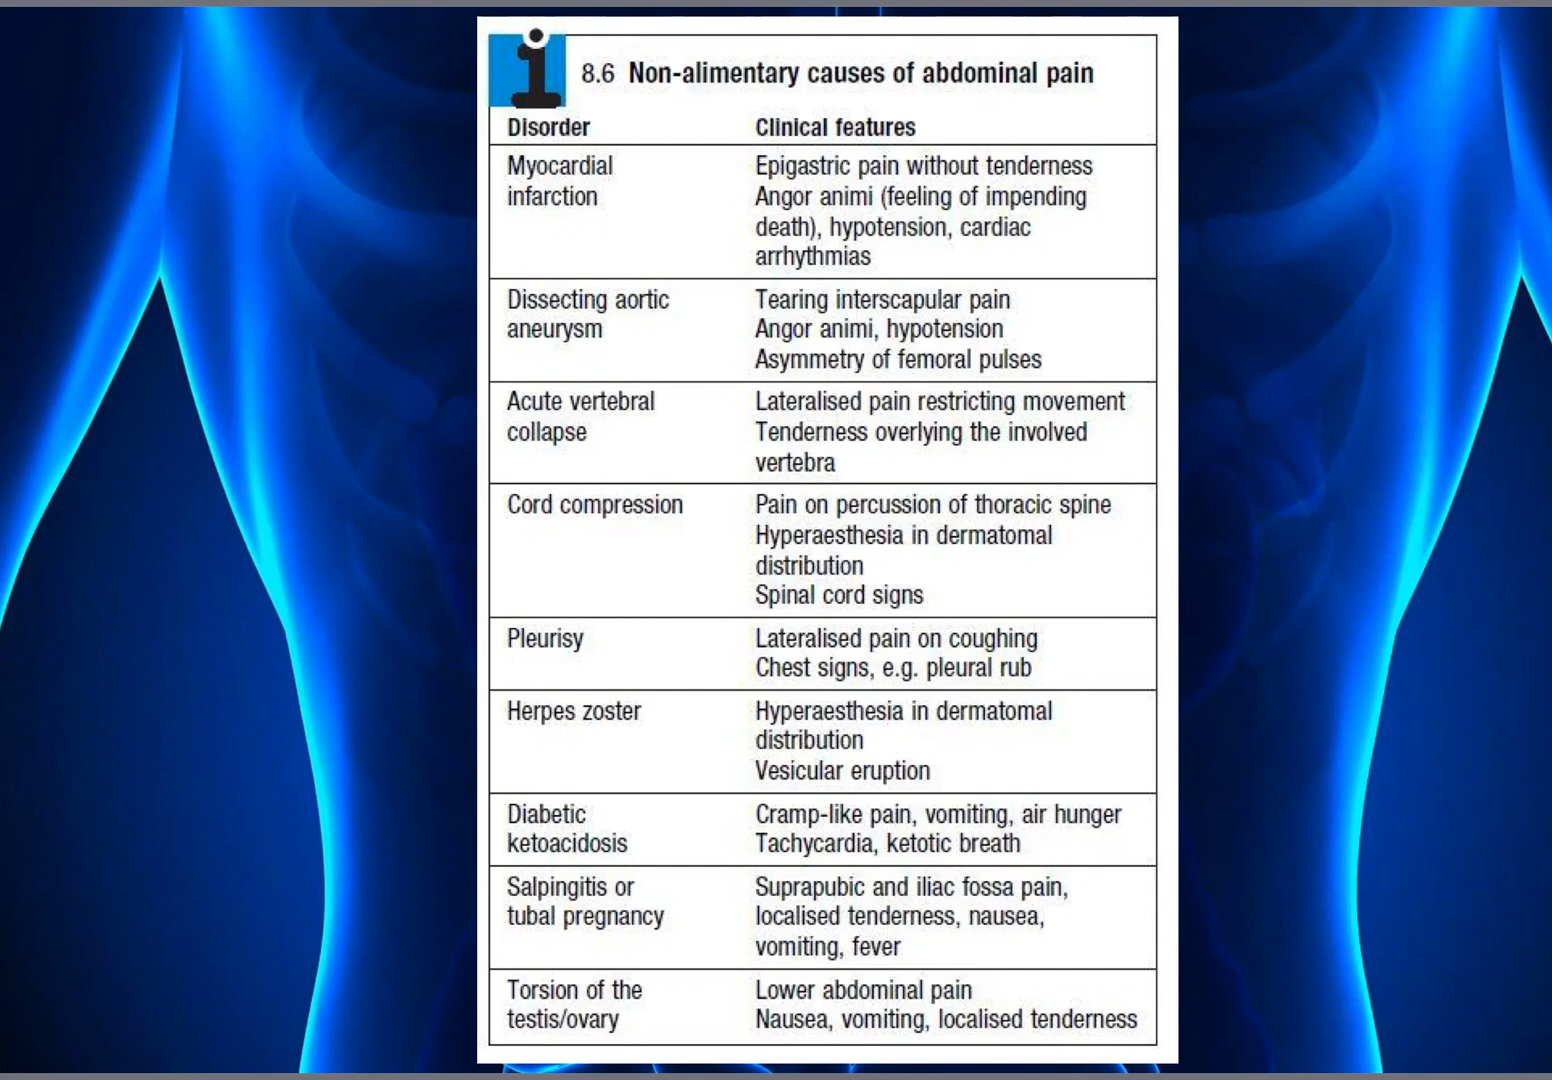 8.6 Non-alimentary causes of abdominal pain
Disorder Clinical features
Myocardial Epigastric pain without tenderness
infarction Angor animi (feeling of impending
death), hypotension, cardiac
arrhythmias
Dissecting aortic Tearing interscapular pain
aneurysm Angor animi, hypotension
Asymmetry of femoral pulses
Acute vertebral Lateralised pain restricting movement
collapse Tenderness overlying the involved
vertebra
Cord compression Pain on percussion of thoracic spine
Hyperaesthesia in dermatomal
distribution
Spinal cord signs
Pleurisy Lateralised pain on coughing
Chest signs, e.g. pleural rub
Herpes zoster Hyperaesthesia in dermatomal
distribution
Vesicular eruption
Diabetic Cramp-like pain, vomiting, air hunger
ketoacidosis Tachycardia, ketotic breath
Salpingitis or Suprapubic and iliac fossa pain,
tubal pregnancy localised tenderness, nausea,
vomiting, fever
Torsion of the Lower abdominal pain
testis/ovary Nausea, vomiting, localised tenderness